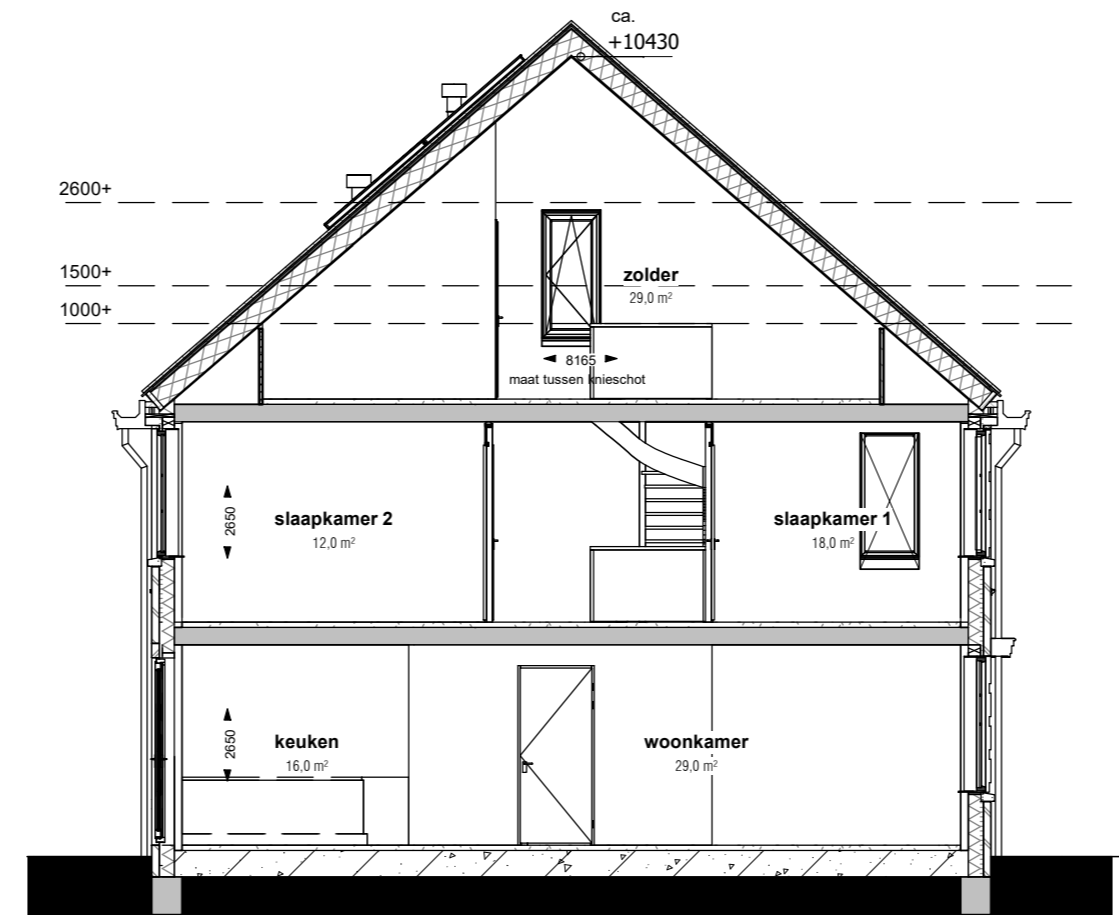 ca.
+10430
2600+
1500+
1000+
zolder
29,0 m²
8165
maat tussen knieschot
slaapkamer 2
12,0 m²
2650
slaapkamer 1
18,0 m²
keuken
16,0 m²
2650
woonkamer
29,0 m²